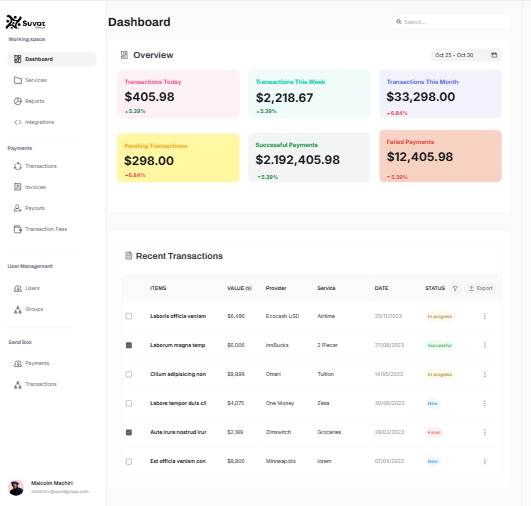 Suvat
Dashboard
Search...
Working space
Dashboard
Services
Reports
Integrations
Payments
Transactions
Invoices
Payouts
Transaction Fees
User Management
Users
Groups
Sand Box
Payments
Transactions
Malcolm Machiri
mmachiri@suvatgroup.com
Overview
Oct 25 - Oct 30
Transactions Today
$405.98
5.39%
Transactions This Week
$2,218.67
5.39%
Transactions This Month
$33,298.00
6.84%
Pending Transactions
$298.00
6.84%
Successful Payments
$2.192,405.98
5.39%
Failed Payments
$12,405.98
5.39%
Recent Transactions
ITEMS VALUE ($) Provider Service DATE STATUS Export
Laboris officia veniam $6,496 Ecocash USD Airtime 25/11/2023 In progress
Laborum magna temp $6,006 InnBucks 2 Piecer 27/08/2023 Successful
Cillum adipisicing non $9,898 Omari Tuition 14/05/2023 In progress
Labore tempor duis cil $4,075 One Money Zesa 30/06/2023 New
Aute irure nostrud irur $2,189 Zimswitch Groceries 28/03/2023 Failed
Est officia veniam con $8,800 Minneapolis lorem 07/04/2023 New